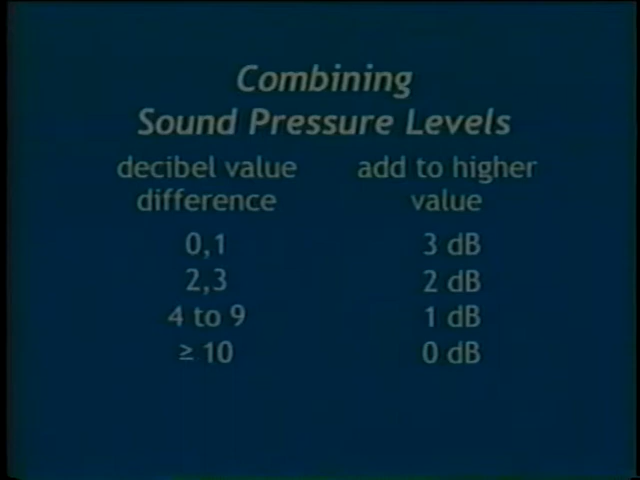 Combining
Sound Pressure Levels
decibel value add to higher
difference value
0,1 3 dB
2,3 2 dB
4 to 9 1 dB
≥ 10 0 dB